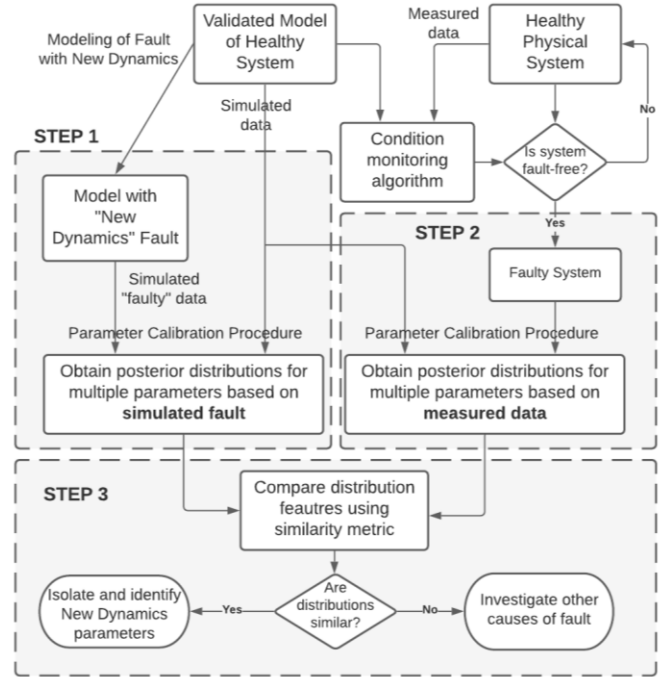 Modeling of Fault
with New Dynamics
Validated Model
of Healthy
System
Measured
data
Healthy
Physical
System
No
Simulated
data
STEP 1
Condition
monitoring
algorithm
Is system
fault-free?
Model with
"New
Dynamics" Fault
Yes
STEP 2
Faulty System
Simulated
"faulty" data
Parameter Calibration Procedure
Parameter Calibration Procedure
Obtain posterior distributions for
multiple parameters based on
simulated fault
Obtain posterior distributions for
multiple parameters based on
measured data
STEP 3
Compare distribution
feautres using
similarity metric
Isolate and identify
New Dynamics
parameters
Yes
Are
distributions
similar?
No
Investigate other
causes of fault